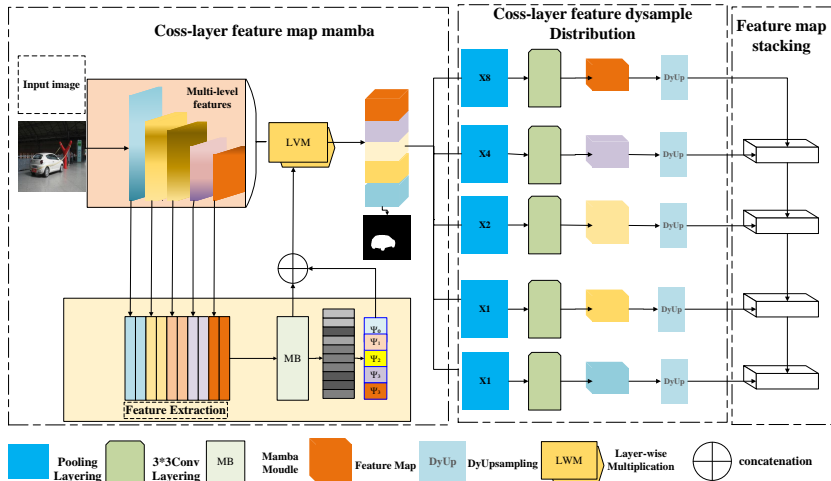 Coss-layer feature map mamba
Coss-layer feature dysample
Distribution
Feature map
stacking
Input image
Multi-level
features
LVM
X8
DyUp
X4
DyUp
X2
DyUp
X1
DyUp
X1
DyUp
MB
Ψ₀
Ψ₁
Ψ₂
Ψ₃
Feature Extraction
Pooling
Layering
3*3Conv
Layering
MB
Mamba
Moudle
Feature Map
DyUp
DyUpsampling
LWM
Layer-wise
Multiplication
concatenation